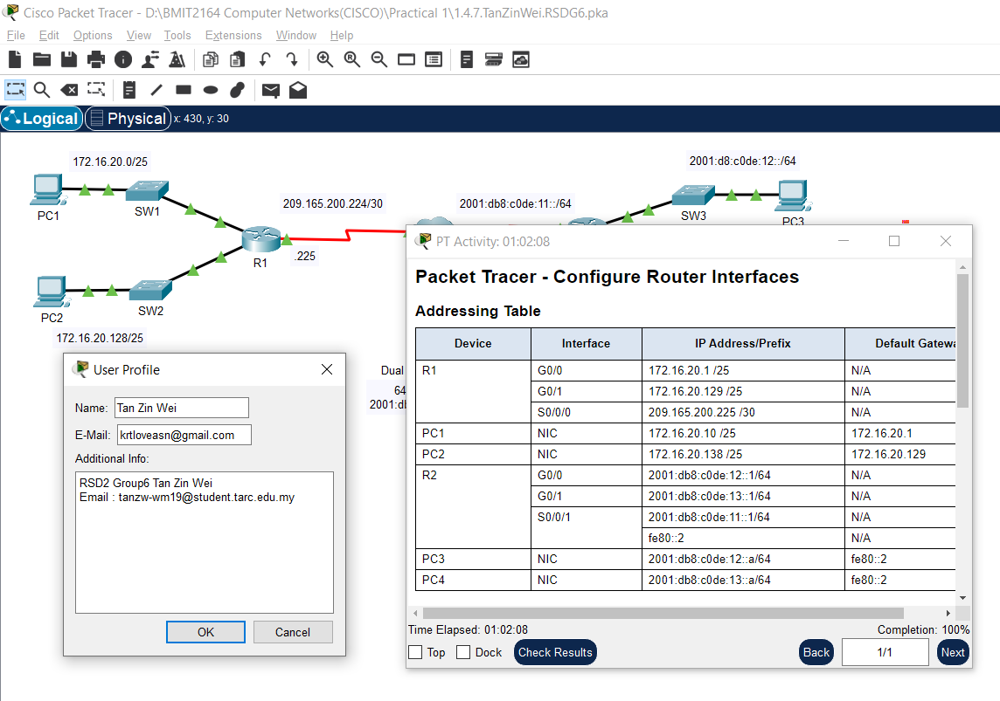 Cisco Packet Tracer - D:\BMIT2164 Computer Networks(CISCO)\Practical 1\1.4.7.TanZinWei.RSDG6.pka
File Edit Options View Tools Extensions Window Help
Logical Physical x: 430, y: 30
172.16.20.0/25
2001:d8:c0de:12::/64
PC1
SW1
209.165.200.224/30
2001:db8:c0de:11::/64
SW3
PC3
R1
.225
PC2
SW2
172.16.20.128/25
Dual
64
2001:db
User Profile
Name: Tan Zin Wei
E-Mail: krtloveasn@gmail.com
Additional Info:
RSD2 Group6 Tan Zin Wei
Email : tanzw-wm19@student.tarc.edu.my
OK Cancel
PT Activity: 01:02:08
Packet Tracer - Configure Router Interfaces
Addressing Table
Device Interface IP Address/Prefix Default Gatewa
R1 G0/0 172.16.20.1 /25 N/A
G0/1 172.16.20.129 /25 N/A
S0/0/0 209.165.200.225 /30 N/A
PC1 NIC 172.16.20.10 /25 172.16.20.1
PC2 NIC 172.16.20.138 /25 172.16.20.129
R2 G0/0 2001:db8:c0de:12::1/64 N/A
G0/1 2001:db8:c0de:13::1/64 N/A
S0/0/1 2001:db8:c0de:11::1/64 N/A
fe80::2 N/A
PC3 NIC 2001:db8:c0de:12::a/64 fe80::2
PC4 NIC 2001:db8:c0de:13::a/64 fe80::2
Time Elapsed: 01:02:08 Completion: 100%
Top Dock Check Results Back 1/1 Next